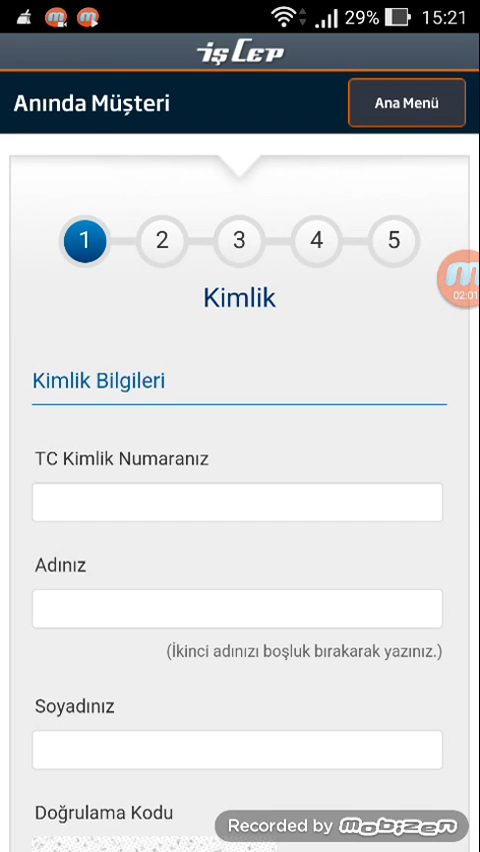 29% 15:21
işCep
Anında Müşteri
Ana Menü
1 2 3 4 5
02:01
Kimlik
Kimlik Bilgileri
TC Kimlik Numaranız
Adınız
(İkinci adınızı boşluk bırakarak yazınız.)
Soyadınız
Doğrulama Kodu
Recorded by mobizen